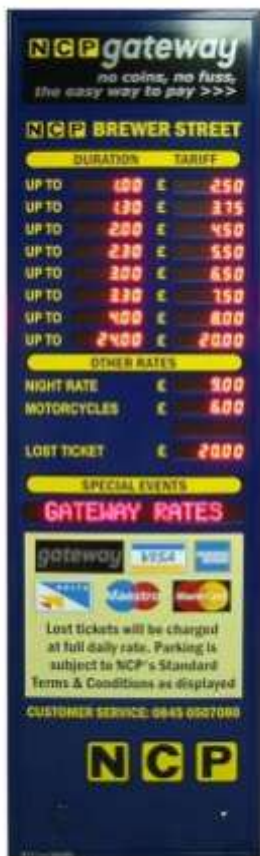 NCP gateway
no coins, no fuss,
the easy way to pay >>>
NCP BREWER STREET
DURATION TARIFF
UP TO 1.00 £ 2.50
UP TO 1.30 £ 3.75
UP TO 2.00 £ 4.50
UP TO 2.30 £ 5.50
UP TO 3.00 £ 6.50
UP TO 3.30 £ 7.50
UP TO 4.00 £ 8.00
UP TO 24.00 £ 20.00
OTHER RATES
NIGHT RATE £ 9.00
MOTORCYCLES £ 6.00
LOST TICKET £ 20.00
SPECIAL EVENTS
GATEWAY RATES
gateway VISA
DELTA Maestro MasterCard
Lost tickets will be charged
at full daily rate. Parking is
subject to NCP's Standard
Terms & Conditions as displayed
CUSTOMER SERVICE: 0845 0507080
NCP